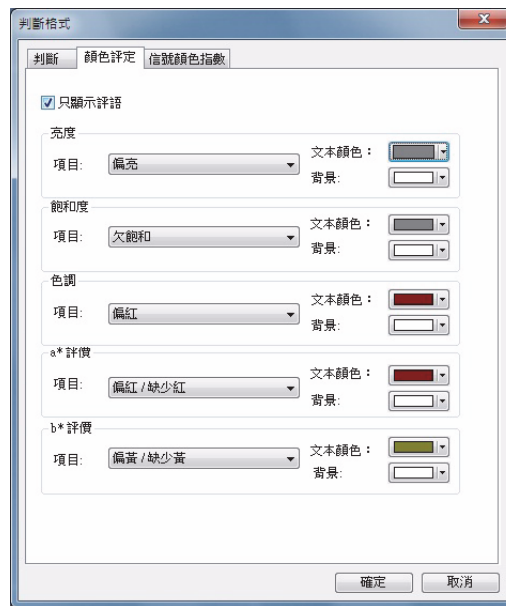 判斷格式
判斷 顏色評定 信號顏色指數
只顯示評語
亮度
項目: 偏亮 文本顏色：
背景:
飽和度
項目: 欠飽和 文本顏色：
背景:
色調
項目: 偏紅 文本顏色：
背景:
a* 評價
項目: 偏紅 / 缺少紅 文本顏色：
背景:
b* 評價
項目: 偏黃 / 缺少黃 文本顏色：
背景:
確定 取消